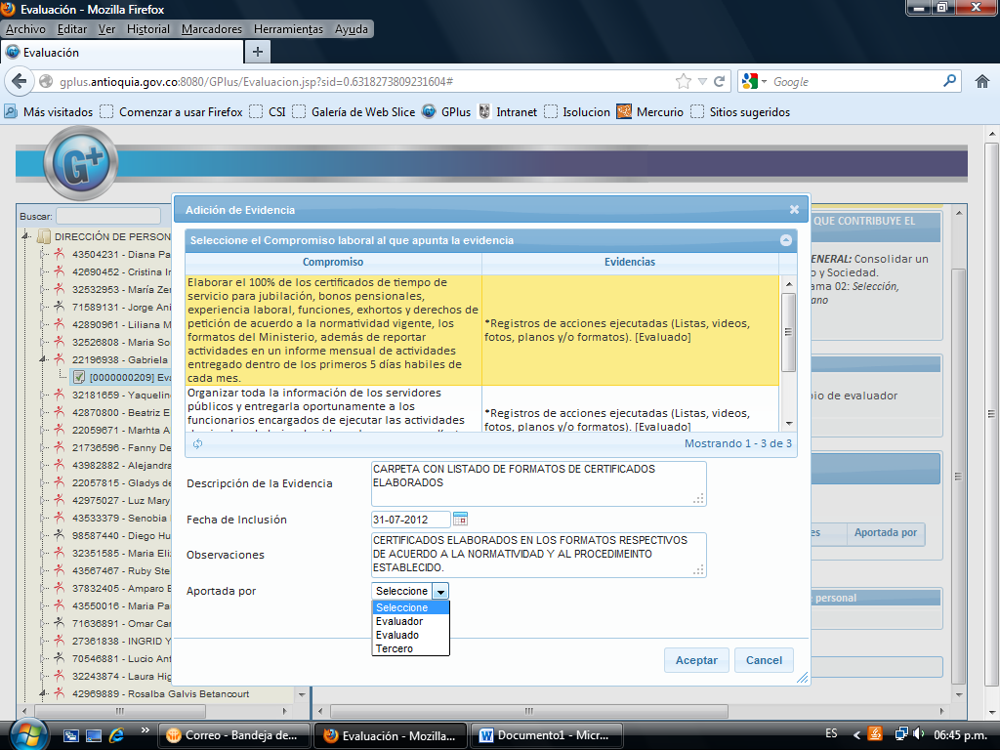 Evaluación - Mozilla Firefox
Archivo Editar Ver Historial Marcadores Herramientas Ayuda
Evaluación
gplus.antioquia.gov.co:8080/GPlus/Evaluacion.jsp?sid=0.6318273809231604#
Google
Más visitados Comenzar a usar Firefox CSI Galería de Web Slice GPlus Intranet Isolucion Mercurio Sitios sugeridos
G+
Buscar:
DIRECCIÓN DE PERSON
43504231 - Diana Pa
42690452 - Cristina Ir
32532953 - María Zer
71589131 - Jorge Ani
42890961 - Liliana M
32526808 - Maria So
22196938 - Gabriela
[0000000209] Eva
32181659 - Yaqueline
42870800 - Beatriz E
22059671 - Marhta A
21736596 - Fanny De
43982882 - Alejandra
22057815 - Gladys de
42975027 - Luz Mary
43533379 - Senobia
98587440 - Diego Hu
32351585 - Maria Eliz
43567467 - Ruby Ste
37832405 - Amparo B
43550016 - Maria Pa
71636891 - Omar Car
27361838 - INGRID Y
70546881 - Lucio Ant
32243874 - Laura Hig
42969889 - Rosalba Galvis Betancourt
Adición de Evidencia
Seleccione el Compromiso laboral al que apunta la evidencia
Compromiso Evidencias
Elaborar el 100% de los certificados de tiempo de
servicio para jubilación, bonos pensionales,
experiencia laboral, funciones, exhortos y derechos de
petición de acuerdo a la normatividad vigente, los
formatos del Ministerio, además de reportar
actividades en un informe mensual de actividades
entregado dentro de los primeros 5 días habiles de
cada mes.
*Registros de acciones ejecutadas (Listas, videos,
fotos, planos y/o formatos). [Evaluado]
Organizar toda la información de los servidores
públicos y entregarla oportunamente a los
funcionarios encargados de ejecutar las actividades
*Registros de acciones ejecutadas (Listas, videos,
fotos, planos y/o formatos). [Evaluado]
Mostrando 1 - 3 de 3
Descripción de la Evidencia
CARPETA CON LISTADO DE FORMATOS DE CERTIFICADOS
ELABORADOS
Fecha de Inclusión 31-07-2012
Observaciones
CERTIFICADOS ELABORADOS EN LOS FORMATOS RESPECTIVOS
DE ACUERDO A LA NORMATIVIDAD Y AL PROCEDIMEINTO
ESTABLECIDO.
Aportada por Seleccione
Seleccione
Evaluador
Evaluado
Tercero
Aceptar Cancel
QUE CONTRIBUYE EL
ENERAL: Consolidar un
o y Sociedad.
ama 02: Selección,
ano
bio de evaluador
es Aportada por
personal
Correo - Bandeja de... Evaluación - Mozilla... Documento1 - Micr... ES 06:45 p.m.